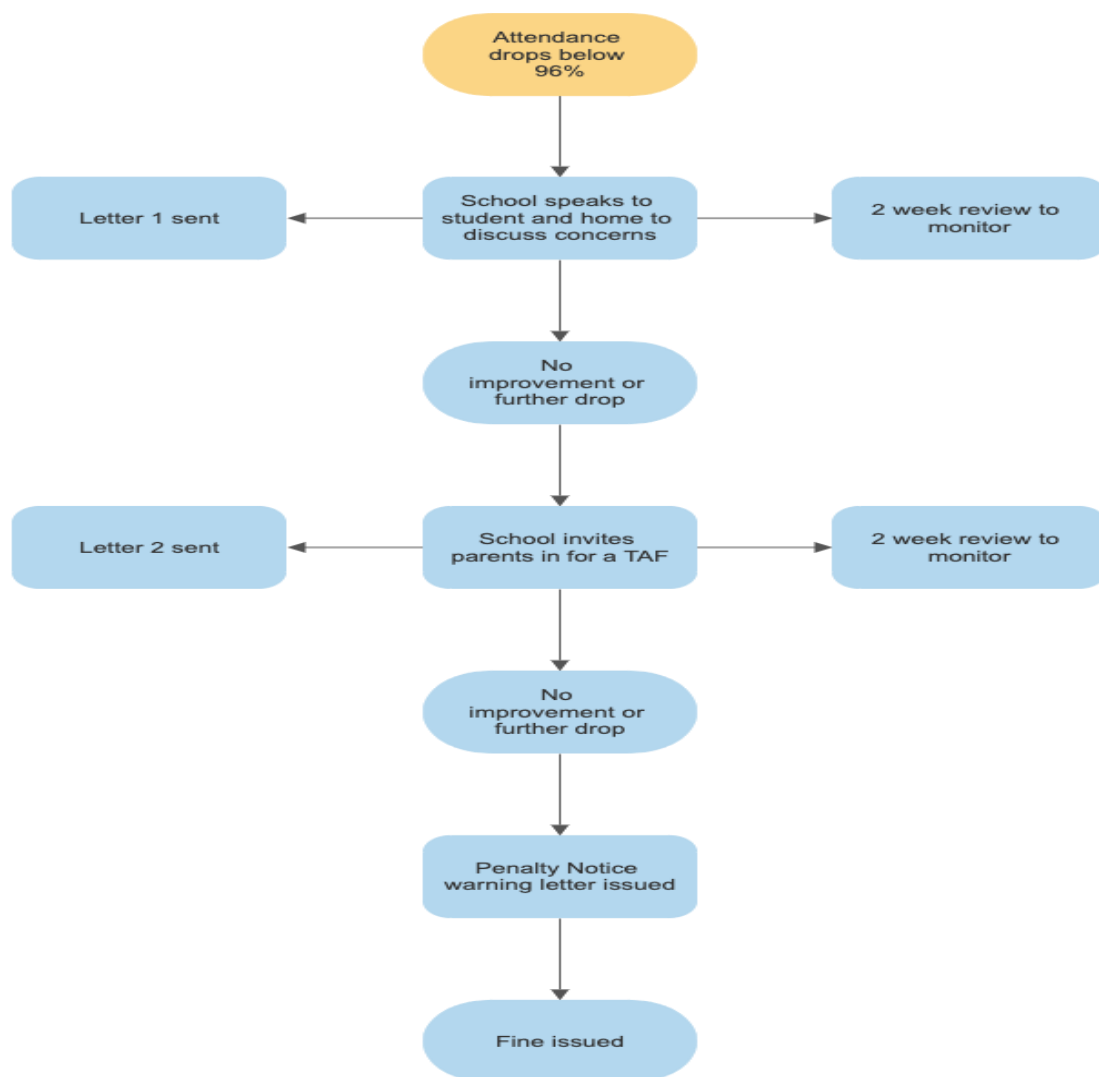 Attendance
drops below
96%
Letter 1 sent
School speaks to
student and home to
discuss concerns
2 week review to
monitor
No
improvement or
further drop
Letter 2 sent
School invites
parents in for a TAF
2 week review to
monitor
No
improvement or
further drop
Penalty Notice
warning letter issued
Fine issued